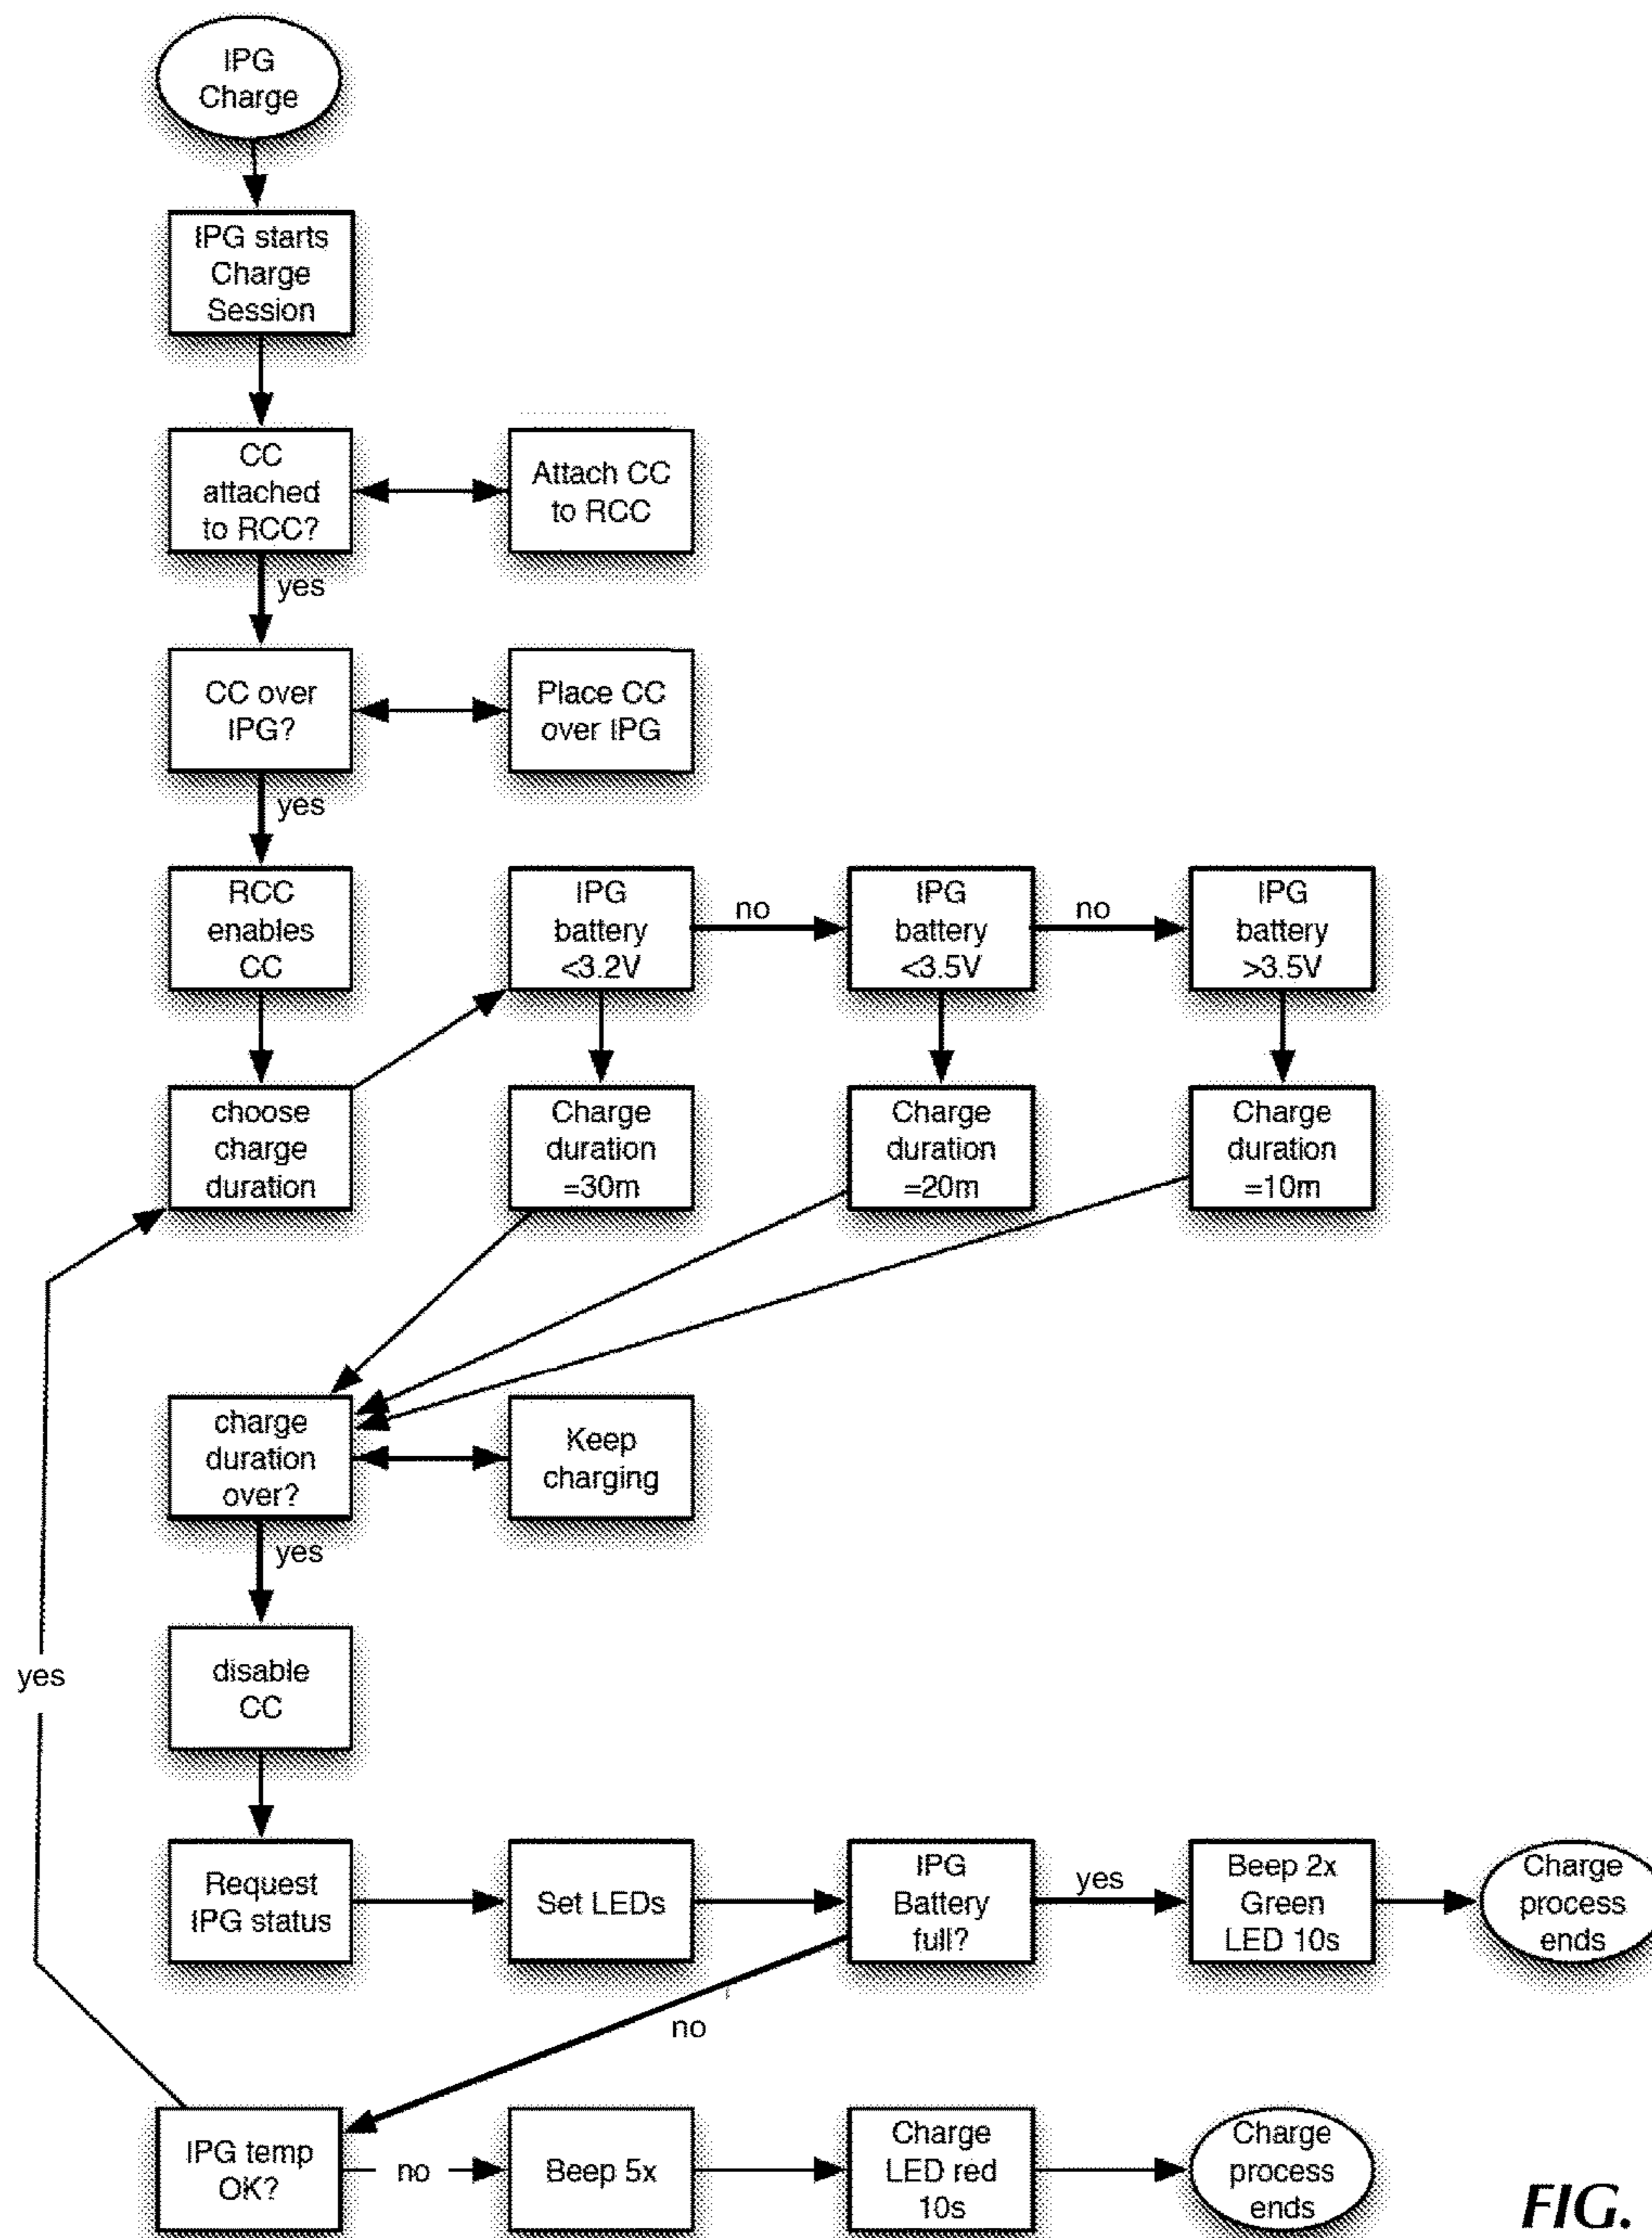 IPG
Charge
IPG starts
Charge
Session
CC
attached
to RCC?
Attach CC
to RCC
yes
CC over
IPG?
Place CC
over IPG
yes
RCC
enables
CC
IPG
battery
<3.2V
no
IPG
battery
<3.5V
no
IPG
battery
>3.5V
choose
charge
duration
Charge
duration
=30m
Charge
duration
=20m
Charge
duration
=10m
charge
duration
over?
Keep
charging
yes
disable
CC
yes
Request
IPG status
Set LEDs
IPG
Battery
full?
yes
Beep 2x
Green
LED 10s
Charge
process
ends
no
IPG temp
OK?
no
Beep 5x
Charge
LED red
10s
Charge
process
ends
FIG.